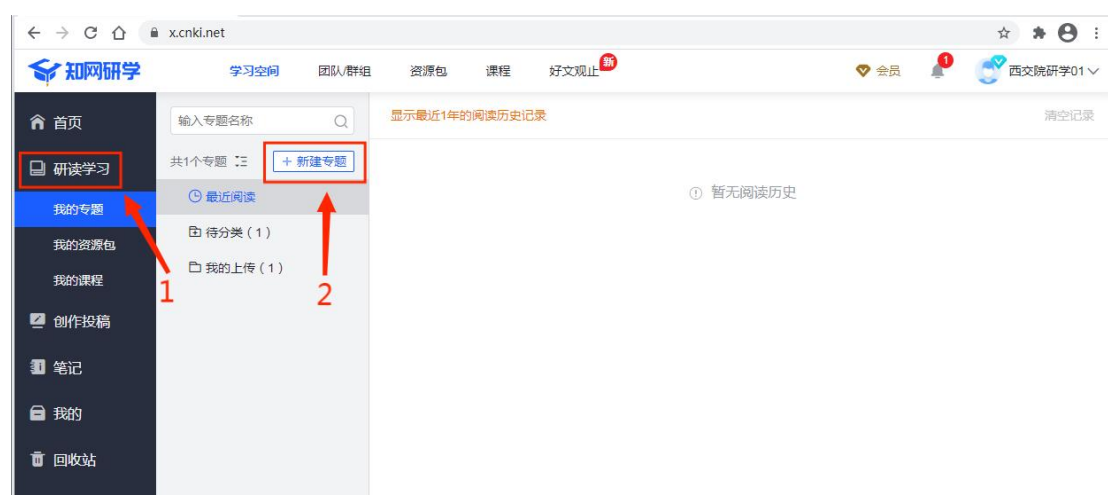 x.cnki.net
知网研学 学习空间 团队/群组 资源包 课程 好文观止 新 会员 1 西交院研学01
首页 输入专题名称 显示最近1年的阅读历史记录 清空记录
研读学习 共1个专题 + 新建专题
我的专题 最近阅读 暂无阅读历史
我的资源包 待分类（1）
我的课程 我的上传（1）
1 2
创作投稿
笔记
我的
回收站